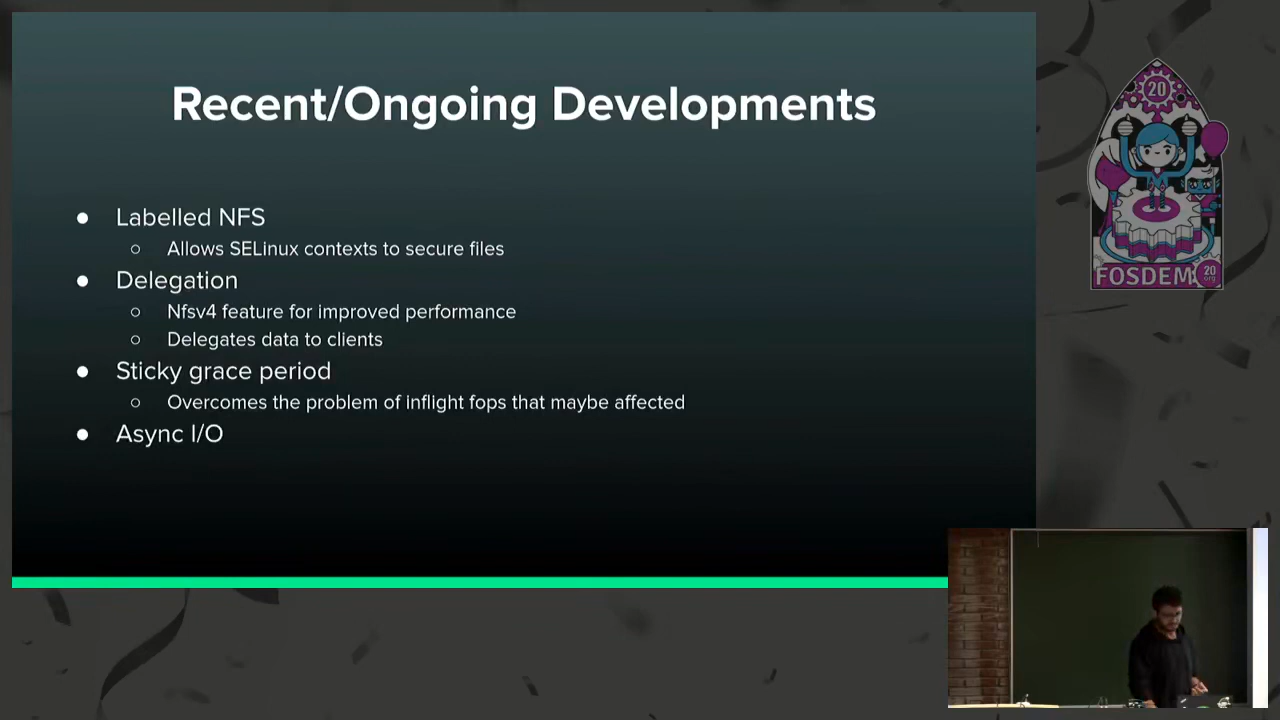 Recent/Ongoing Developments
Labelled NFS
Allows SELinux contexts to secure files
Delegation
Nfsv4 feature for improved performance
Delegates data to clients
Sticky grace period
Overcomes the problem of inflight fops that maybe affected
Async I/O
20
FOSDEM
20
org